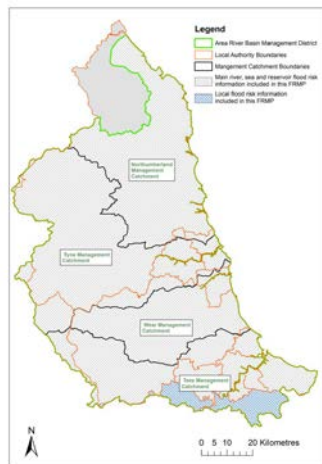 Legend
Area River Basin Management District
Local Authority Boundaries
Mangement Catchment Boundaries
Main river, sea and reservoir flood risk
information included in this FRMP
Local flood risk information
included in this FRMP
Northumberland
Management
Catchment
Tyne Management
Catchment
Wear Management
Catchment
Tees Management
Catchment
N
0 5 10 20 Kilometres